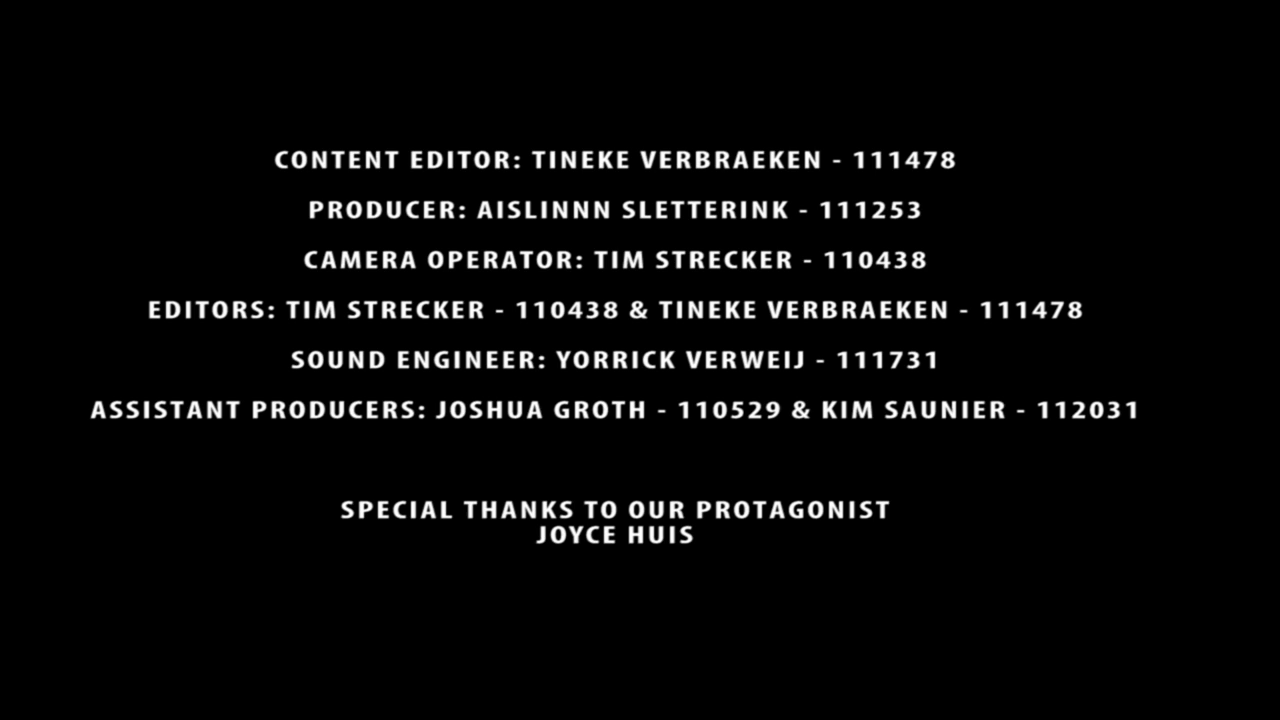 CONTENT EDITOR: TINEKE VERBRAEKEN - 111478
PRODUCER: AISLINNN SLETTERINK - 111253
CAMERA OPERATOR: TIM STRECKER - 110438
EDITORS: TIM STRECKER - 110438 & TINEKE VERBRAEKEN - 111478
SOUND ENGINEER: YORRICK VERWEIJ - 111731
ASSISTANT PRODUCERS: JOSHUA GROTH - 110529 & KIM SAUNIER - 112031
SPECIAL THANKS TO OUR PROTAGONIST
JOYCE HUIS